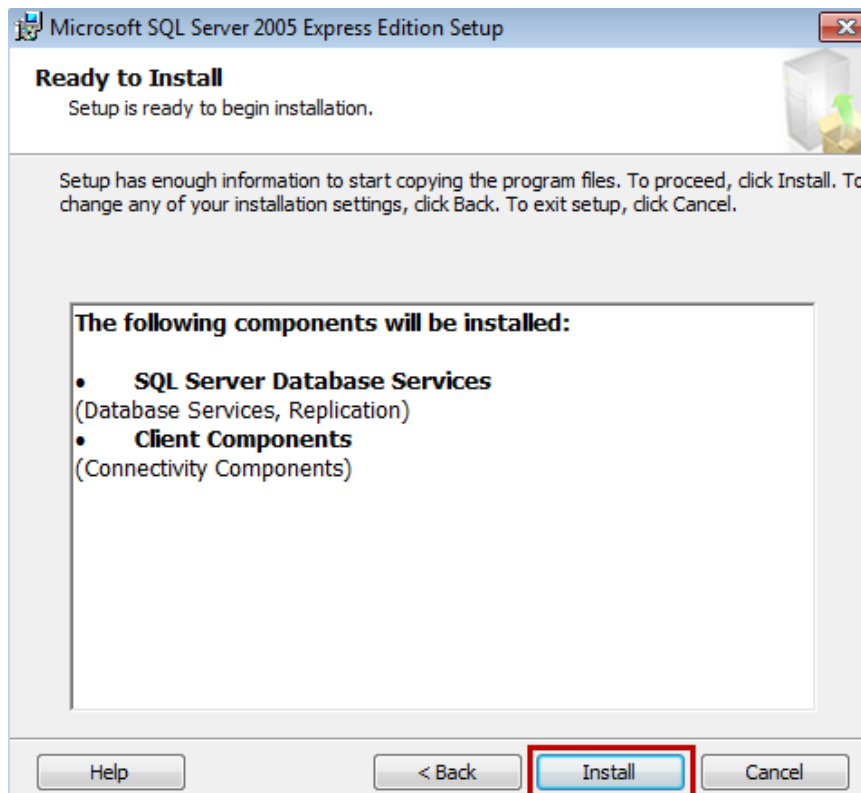 Microsoft SQL Server 2005 Express Edition Setup
Ready to Install
Setup is ready to begin installation.
Setup has enough information to start copying the program files. To proceed, click Install. To
change any of your installation settings, click Back. To exit setup, click Cancel.
The following components will be installed:
• SQL Server Database Services
(Database Services, Replication)
• Client Components
(Connectivity Components)
Help < Back Install Cancel